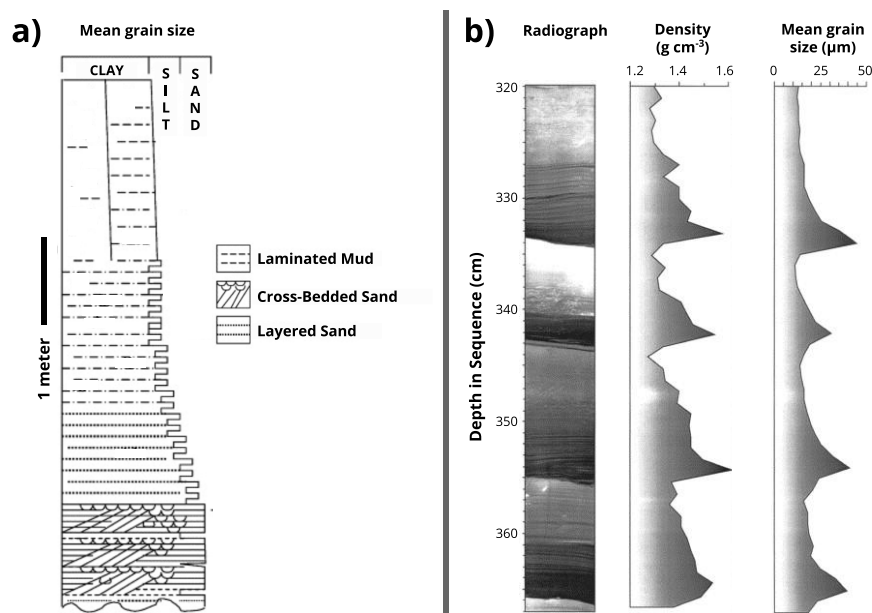 a)
Mean grain size
CLAY
SILT
SAND
1 meter
Laminated Mud
Cross-Bedded Sand
Layered Sand
b)
Radiograph
Density
(g cm-3)
1.2 1.4 1.6
Mean grain
size (µm)
0 25 50
Depth in Sequence (cm)
320
330
340
350
360